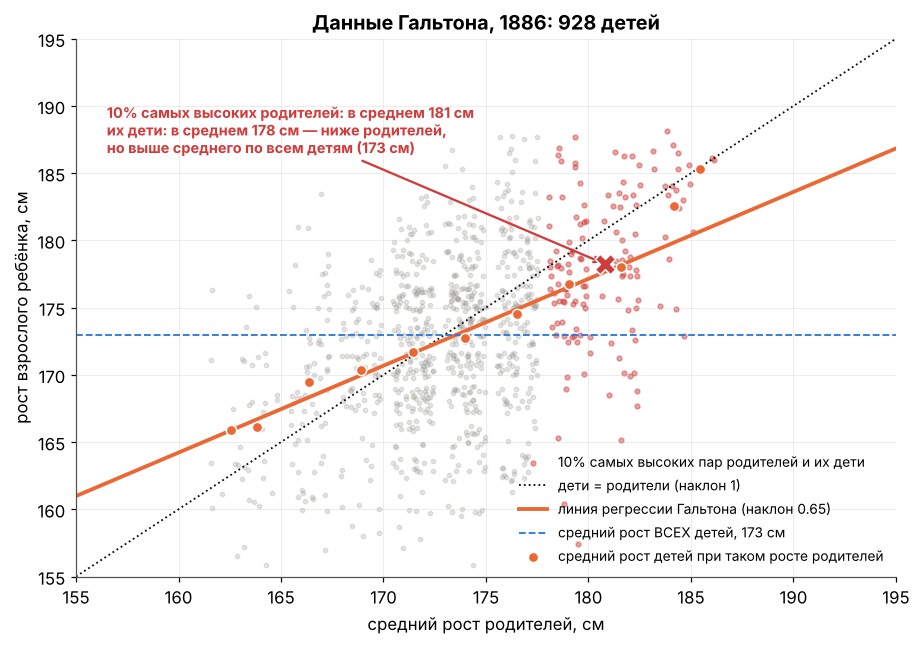 Данные Гальтона, 1886: 928 детей
195
190
185
180
175
170
165
160
155
рост взрослого ребёнка, см
10% самых высоких родителей: в среднем 181 см
их дети: в среднем 178 см — ниже родителей,
но выше среднего по всем детям (173 см)
10% самых высоких пар родителей и их дети
дети = родители (наклон 1)
линия регрессии Гальтона (наклон 0.65)
средний рост ВСЕХ детей, 173 см
средний рост детей при таком росте родителей
155
160
165
170
175
180
185
190
195
средний рост родителей, см